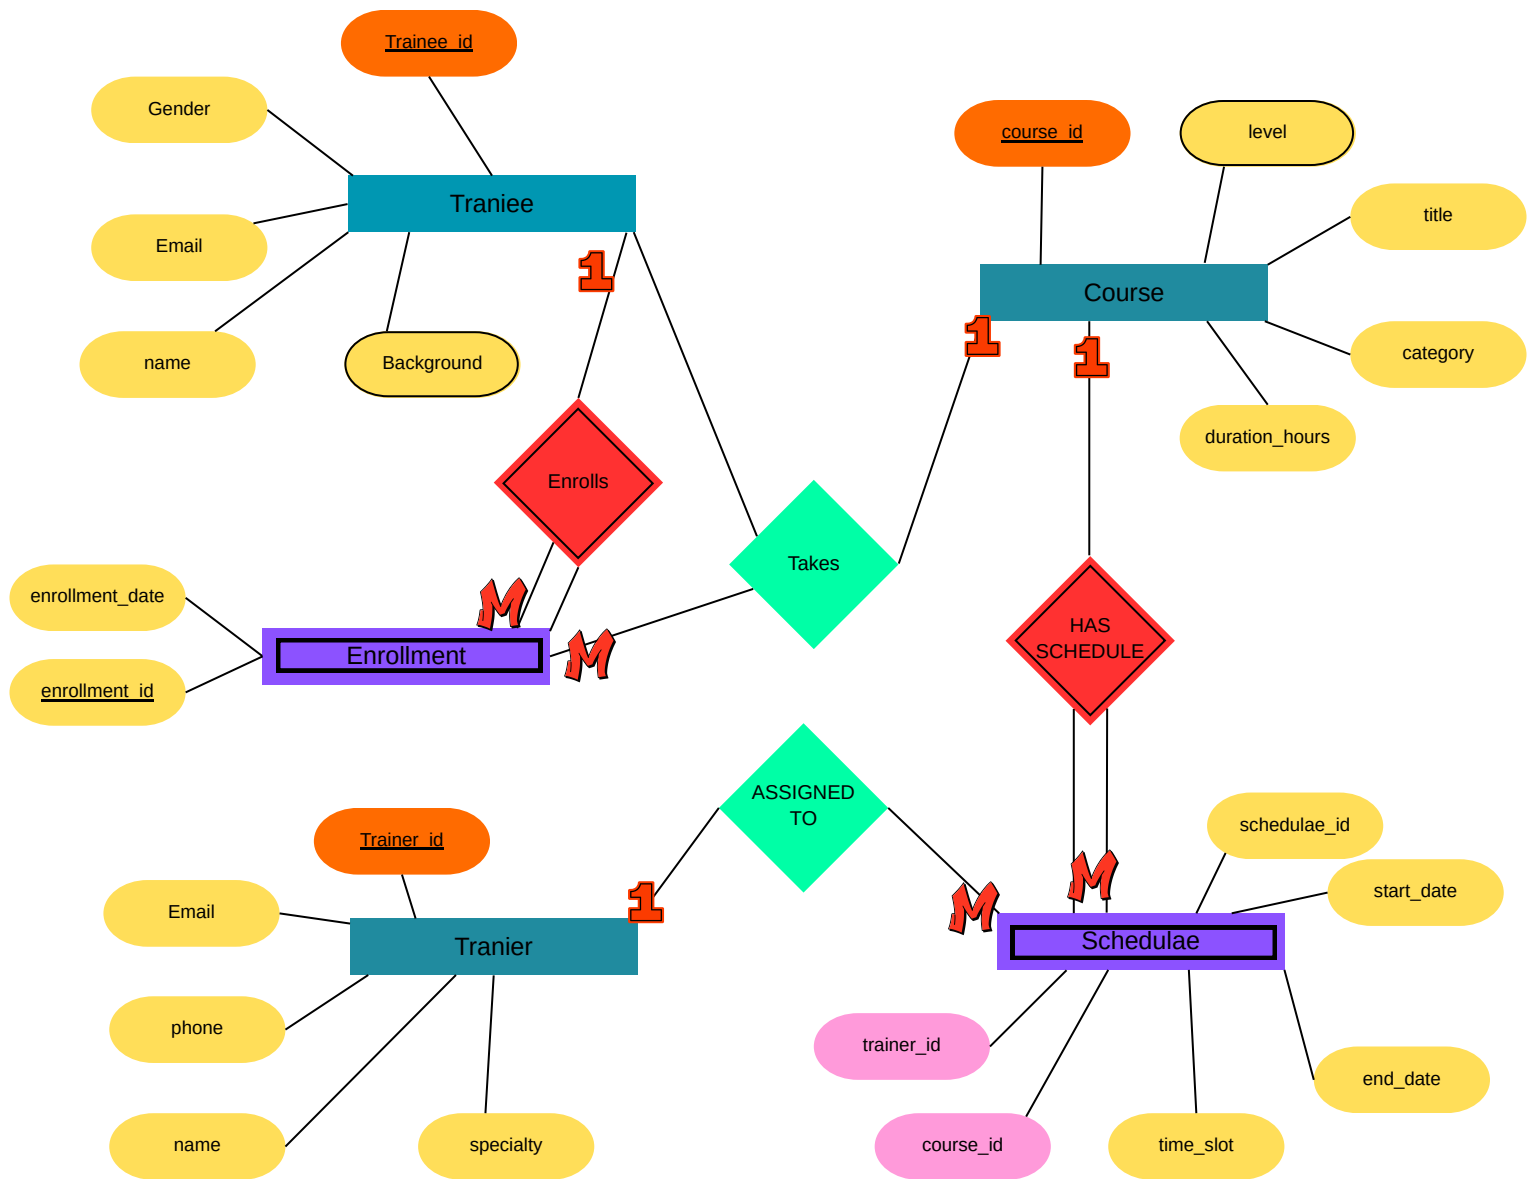 Trainee_id
Gender
course_id
level
Traniee
title
Email
Course
1
1
1
name
Background
category
duration_hours
Enrolls
Takes
enrollment_date
M
HAS
SCHEDULE
Enrollment
M
enrollment_id
ASSIGNED
TO
Trainer_id
schedulae_id
M
start_date
Email
1
M
Tranier
Schedulae
phone
trainer_id
end_date
name
specialty
course_id
time_slot